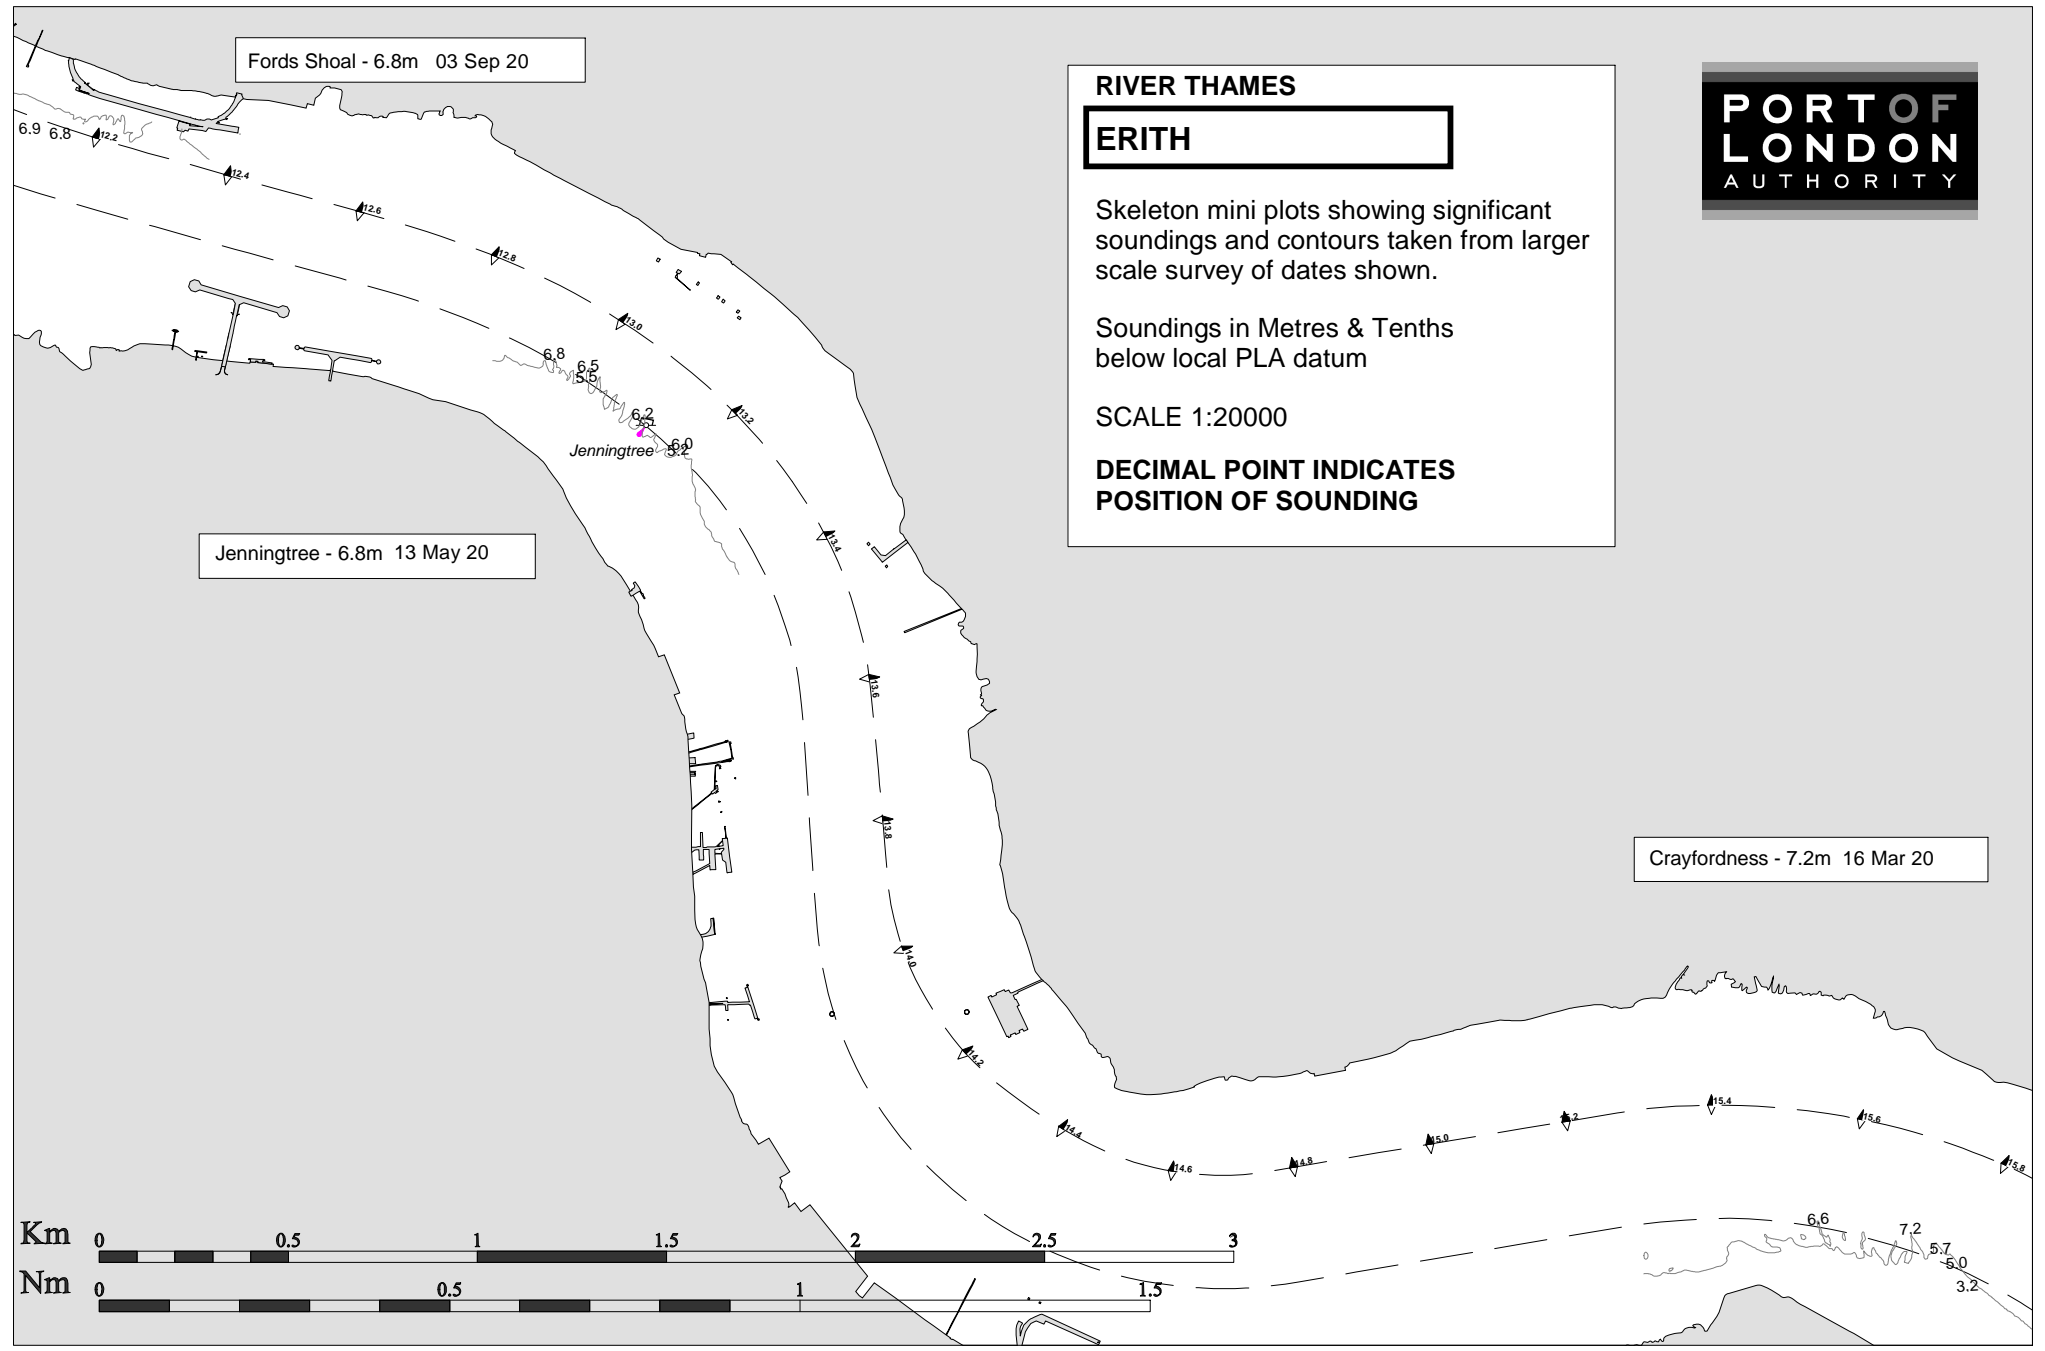 Fords Shoal - 6.8m 03 Sep 20
RIVER THAMES
ERITH
Skeleton mini plots showing significant
soundings and contours taken from larger
scale survey of dates shown.
Soundings in Metres & Tenths
below local PLA datum
SCALE 1:20000
DECIMAL POINT INDICATES
POSITION OF SOUNDING
PORT OF
LONDON
AUTHORITY
6.9 6.8
12.2
12.4
12.6
12.8
13.0
13.2
13.4
13.6
13.8
14.0
14.2
14.4
14.6
14.8
15.0
15.4
15.6
15.8
6.8
6.5
5.5
6.2
6.0
5.2
Jenningtree
Jenningtree - 6.8m 13 May 20
Crayfordness - 7.2m 16 Mar 20
6.6
7.2
5.7
5.0
3.2
Km 0 0.5 1 1.5 2 2.5 3
Nm 0 0.5 1 1.5